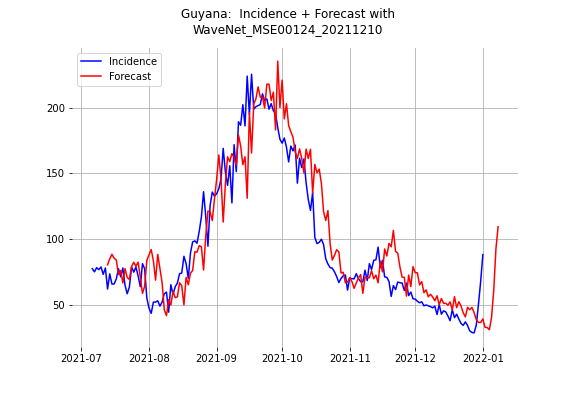 Guyana:  Incidence + Forecast with
WaveNet_MSE00124_20211210
Incidence
Forecast
200
150
100
50
2021-07
2021-08
2021-09
2021-10
2021-11
2021-12
2022-01